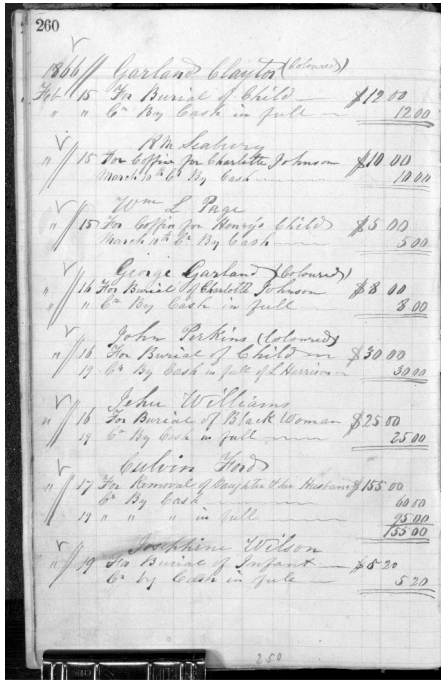 260
1866 Garland Clayton (Coloured)
Feb 15 For Burial of Child $12 00
" " Cr By Cash in full 12 00
R M Seabury
" 15 For Coffin for Charlotte Johnson $10 00
March 10th Cr By Cash 10 00
Wm L Page
" 15 For Coffin for Henry's Child $5 00
March 10th Cr By Cash 5 00
George Garland (Coloured)
" 16 For Burial of Charlotte Johnson $8 00
" Cr By Cash in full 8 00
John Perkins (Coloured)
" 16 For Burial of Child $30 00
19 Cr By Cash in full of L Harrison 30 00
Jehu Williams
" 16 For Burial of Black Woman $25 00
19 Cr By Cash in full 25 00
Culvin Ford
" 17 For Removal of Daughter & her Husband $155 00
Cr By Cash 60 00
19 " " " in full 95 00
155 00
Josephine Wilson
" 19 For Burial of Infant $5 20
Cr by Cash in full 5 20
250